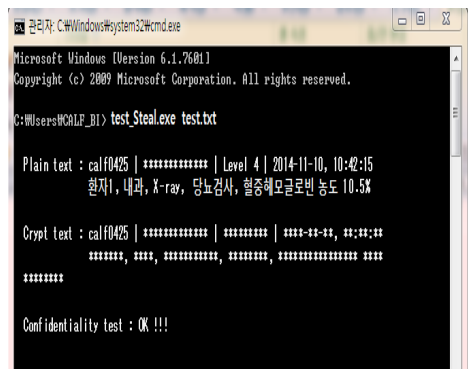 관리자: C:₩Windows₩system32₩cmd.exe
Microsoft Windows [Version 6.1.7601]
Copyright (c) 2009 Microsoft Corporation. All rights reserved.
C:₩Users₩CALF_BI> test_Steal.exe test.txt
Plain text : calf0425 | ************* | Level 4 | 2014-11-10, 10:42:15
환자1, 내과, X-ray, 당뇨검사, 혈중헤모글로빈 농도 10.5%
Crypt text : calf0425 | ************* | ********* | ****-**-**, **:**:**
*******, ****, ***********, ********, **************** ****
********
Confidentiality test : OK !!!